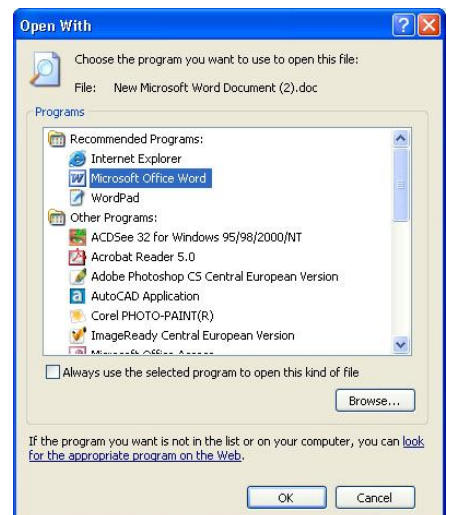 Open With
Choose the program you want to use to open this file:
File: New Microsoft Word Document (2).doc
Programs
Recommended Programs:
Internet Explorer
Microsoft Office Word
WordPad
Other Programs:
ACDSee 32 for Windows 95/98/2000/NT
Acrobat Reader 5.0
Adobe Photoshop CS Central European Version
AutoCAD Application
Corel PHOTO-PAINT(R)
ImageReady Central European Version
Microsoft Office Access
Always use the selected program to open this kind of file
Browse...
If the program you want is not in the list or on your computer, you can look
for the appropriate program on the Web.
OK Cancel